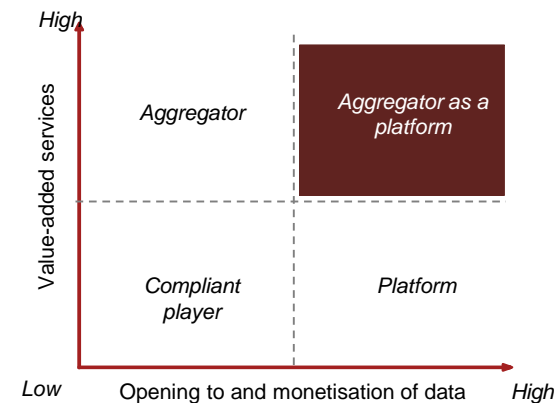 High
Value-added services
Aggregator
Aggregator as a
platform
Compliant
player
Platform
Low
Opening to and monetisation of data
High